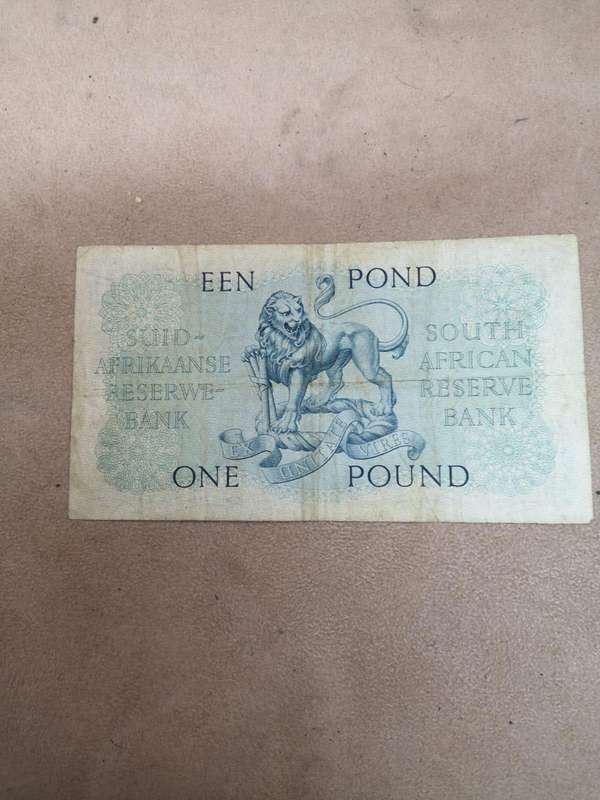 EEN POND
SUID-
AFRIKAANSE
RESERWE-
BANK
SOUTH
AFRICAN
RESERVE
BANK
EX UNITATE VIRES
ONE POUND